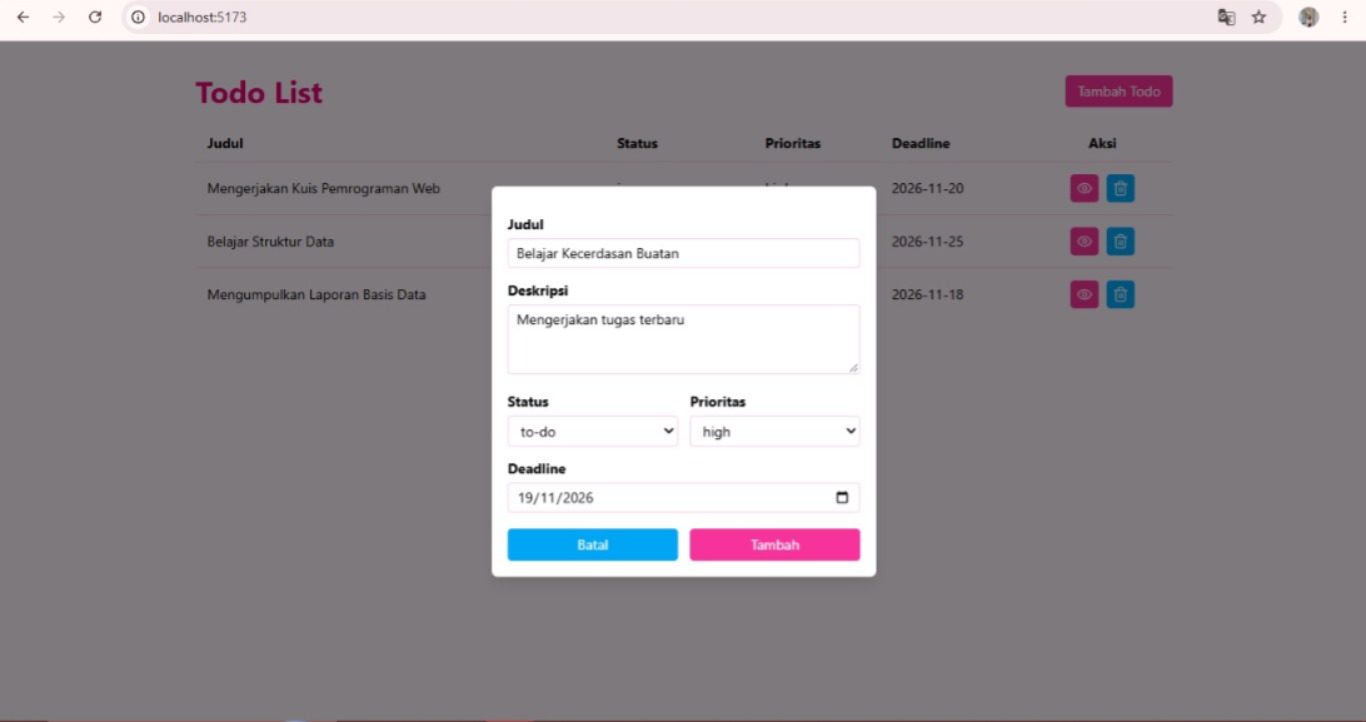 localhost:5173
Todo List
Tambah Todo
Judul Status Prioritas Deadline Aksi
Mengerjakan Kuis Pemrograman Web 2026-11-20
Belajar Struktur Data 2026-11-25
Mengumpulkan Laporan Basis Data 2026-11-18
Judul
Belajar Kecerdasan Buatan
Deskripsi
Mengerjakan tugas terbaru
Status Prioritas
to-do high
Deadline
19/11/2026
Batal Tambah